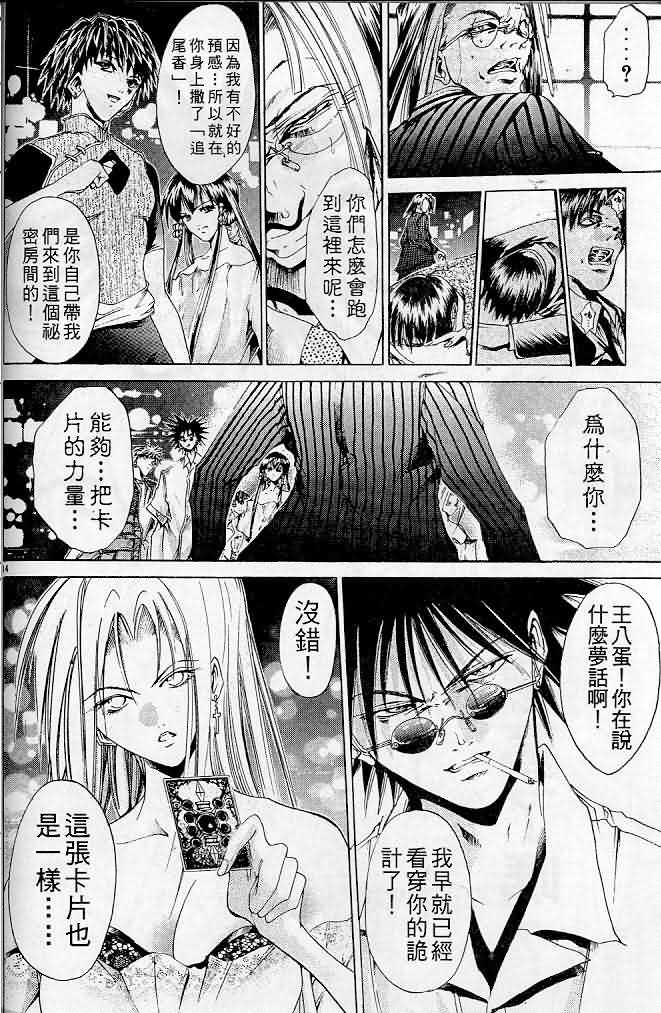 ‥‥？
你們怎麼會跑
到這裡來呢…
因為我有不好的
預感…所以就在
你身上撒了「追
尾香」！
是你自己帶我
們來到這個祕
密房間的！
為什麼你…
能夠…把卡
片的力量…
王八蛋！你在說
什麼夢話啊！
我早就已經
看穿你的詭
計了！
沒錯！
這張卡片也
是一樣……
14